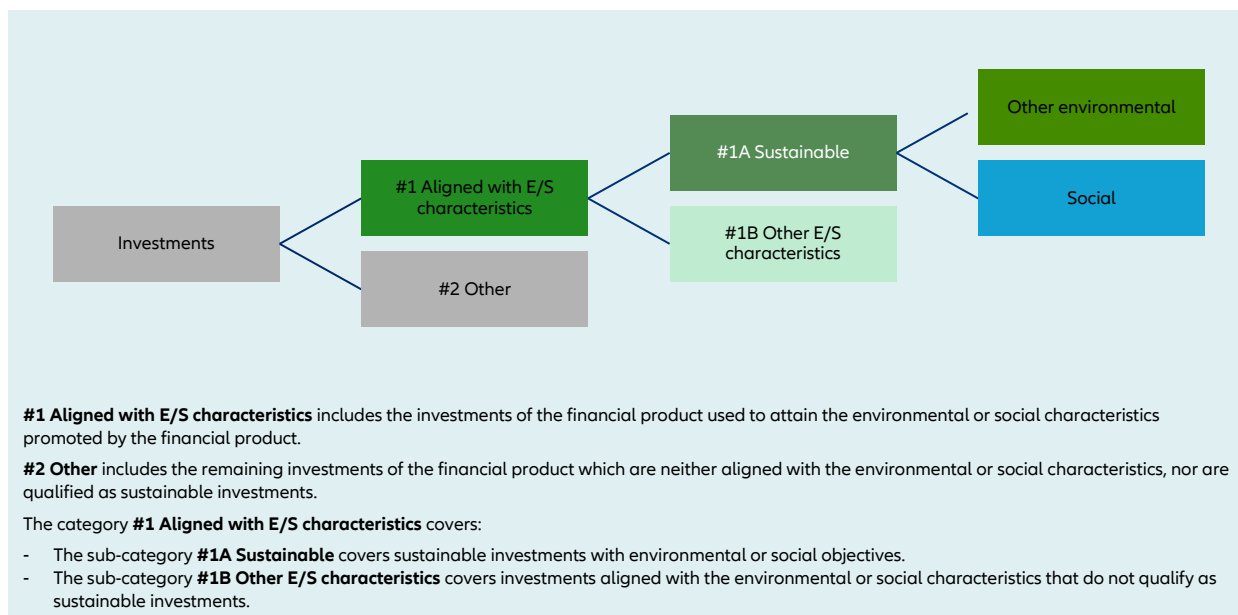 Other environmental
#1A Sustainable
#1 Aligned with E/S
characteristics
Social
Investments
#1B Other E/S
characteristics
#2 Other
#1 Aligned with E/S characteristics includes the investments of the financial product used to attain the environmental or social characteristics
promoted by the financial product.
#2 Other includes the remaining investments of the financial product which are neither aligned with the environmental or social characteristics, nor are
qualified as sustainable investments.
The category #1 Aligned with E/S characteristics covers:
- The sub-category #1A Sustainable covers sustainable investments with environmental or social objectives.
- The sub-category #1B Other E/S characteristics covers investments aligned with the environmental or social characteristics that do not qualify as
sustainable investments.